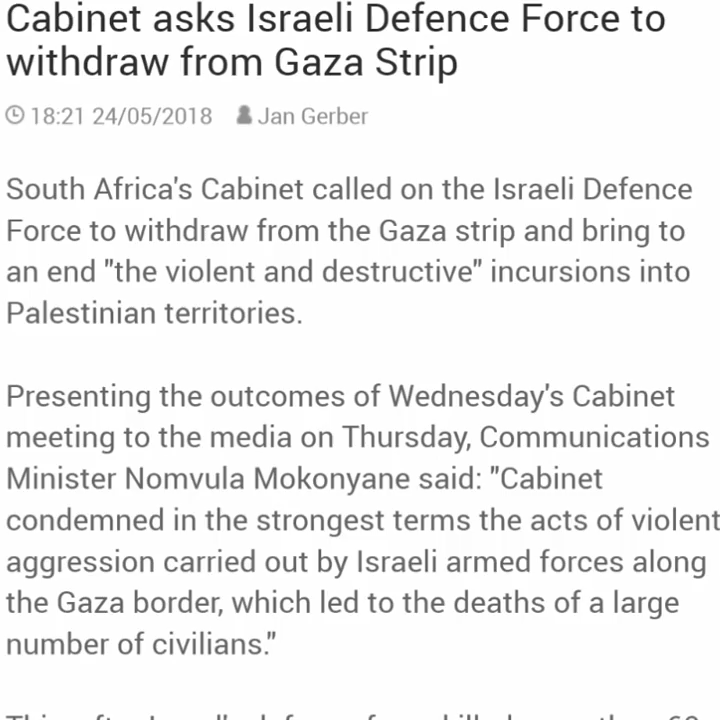 Cabinet asks Israeli Defence Force to
withdraw from Gaza Strip
18:21 24/05/2018 Jan Gerber
South Africa's Cabinet called on the Israeli Defence
Force to withdraw from the Gaza strip and bring to
an end "the violent and destructive" incursions into
Palestinian territories.
Presenting the outcomes of Wednesday's Cabinet
meeting to the media on Thursday, Communications
Minister Nomvula Mokonyane said: "Cabinet
condemned in the strongest terms the acts of violent
aggression carried out by Israeli armed forces along
the Gaza border, which led to the deaths of a large
number of civilians."